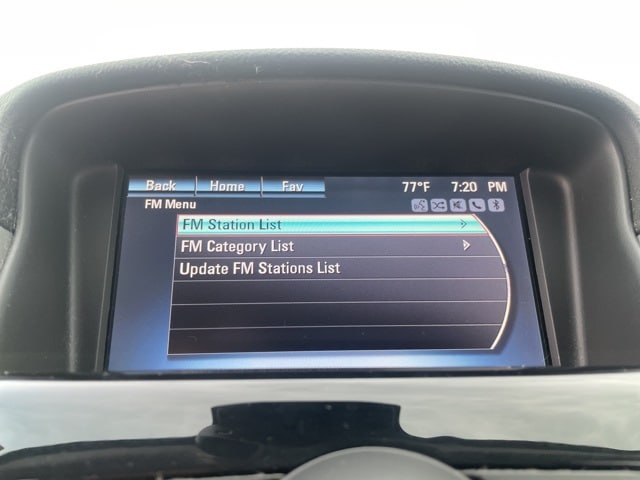 Back Home Fav 77°F 7:20 PM
FM Menu
FM Station List
FM Category List
Update FM Stations List